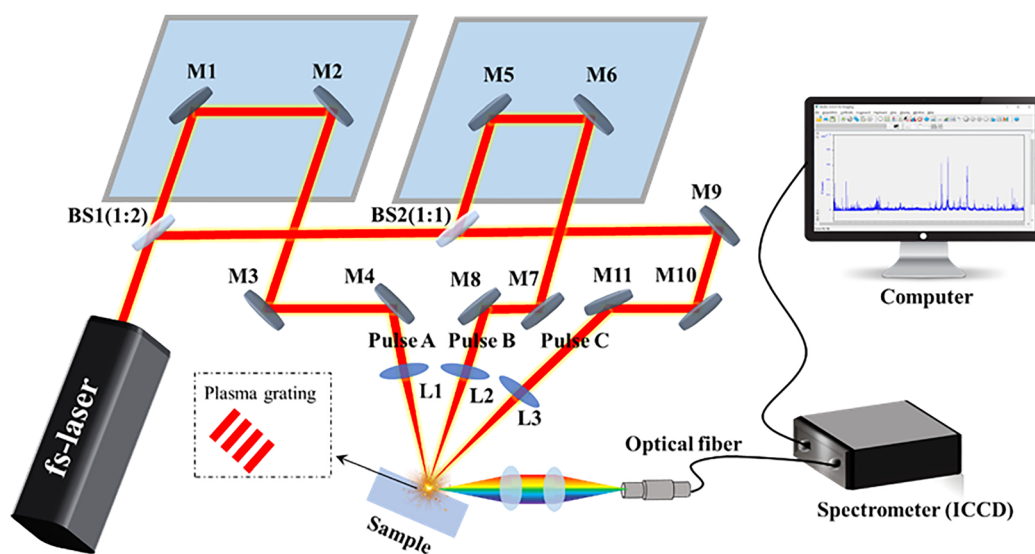 M1
M2
M5
M6
BS1(1:2)
BS2(1:1)
M9
M3
M4
M8
M7
M11
M10
Computer
Pulse A
Pulse B
Pulse C
L1
L2
L3
fs-laser
Plasma grating
Optical fiber
Sample
Spectrometer (ICCD)